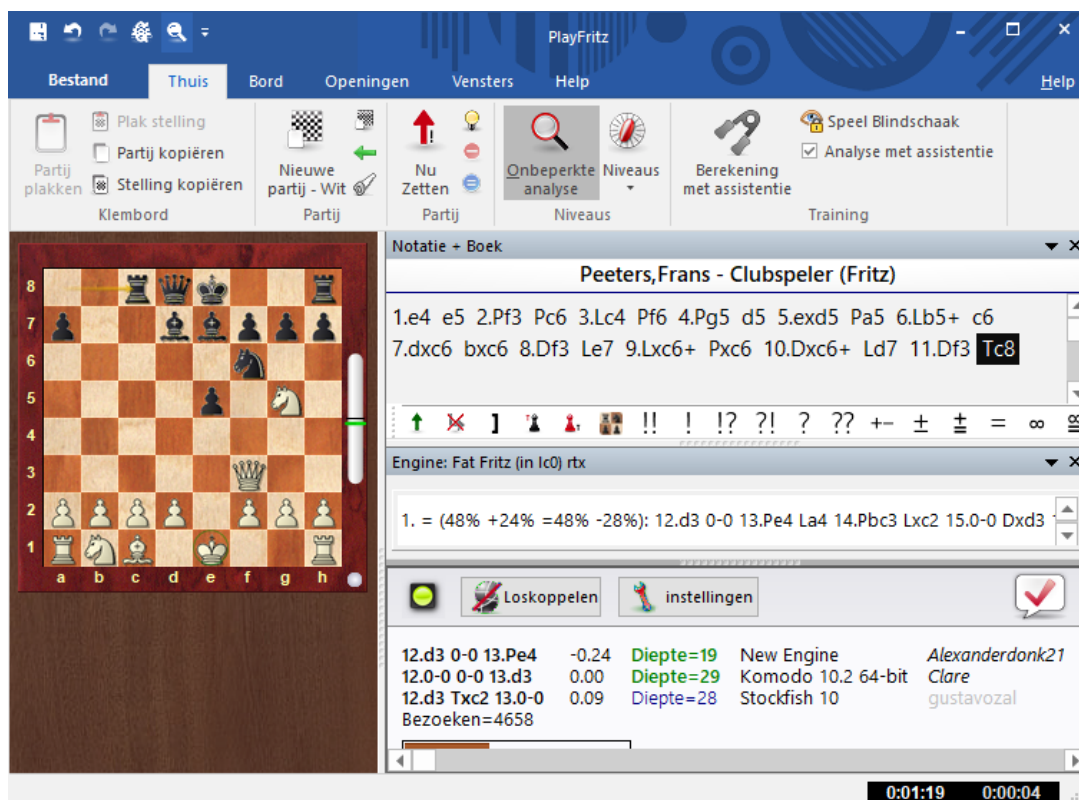 PlayFritz
Bestand Thuis Bord Openingen Vensters Help Help
Partij plakken
Plak stelling
Partij kopiëren
Stelling kopiëren
Klembord
Nieuwe partij - Wit
Partij
Nu Zetten
Partij
Onbeperkte analyse
Niveaus
Niveaus
Berekening met assistentie
Speel Blindschaak
Analyse met assistentie
Training
8
7
6
5
4
3
2
1
a b c d e f g h
Notatie + Boek
Peeters,Frans - Clubspeler (Fritz)
1.e4 e5 2.Pf3 Pc6 3.Lc4 Pf6 4.Pg5 d5 5.exd5 Pa5 6.Lb5+ c6
7.dxc6 bxc6 8.Df3 Le7 9.Lxc6+ Pxc6 10.Dxc6+ Ld7 11.Df3 Tc8
] !! ! !? ?! ? ?? +− ± ⩲ = ∞
Engine: Fat Fritz (in lc0) rtx
1. = (48% +24% =48% -28%): 12.d3 0-0 13.Pe4 La4 14.Pbc3 Lxc2 15.0-0 Dxd3
Loskoppelen instellingen
12.d3 0-0 13.Pe4 -0.24 Diepte=19 New Engine Alexanderdonk21
12.0-0 0-0 13.d3 0.00 Diepte=29 Komodo 10.2 64-bit Clare
12.d3 Txc2 13.0-0 0.09 Diepte=28 Stockfish 10 gustavozal
Bezoeken=4658
0:01:19 0:00:04